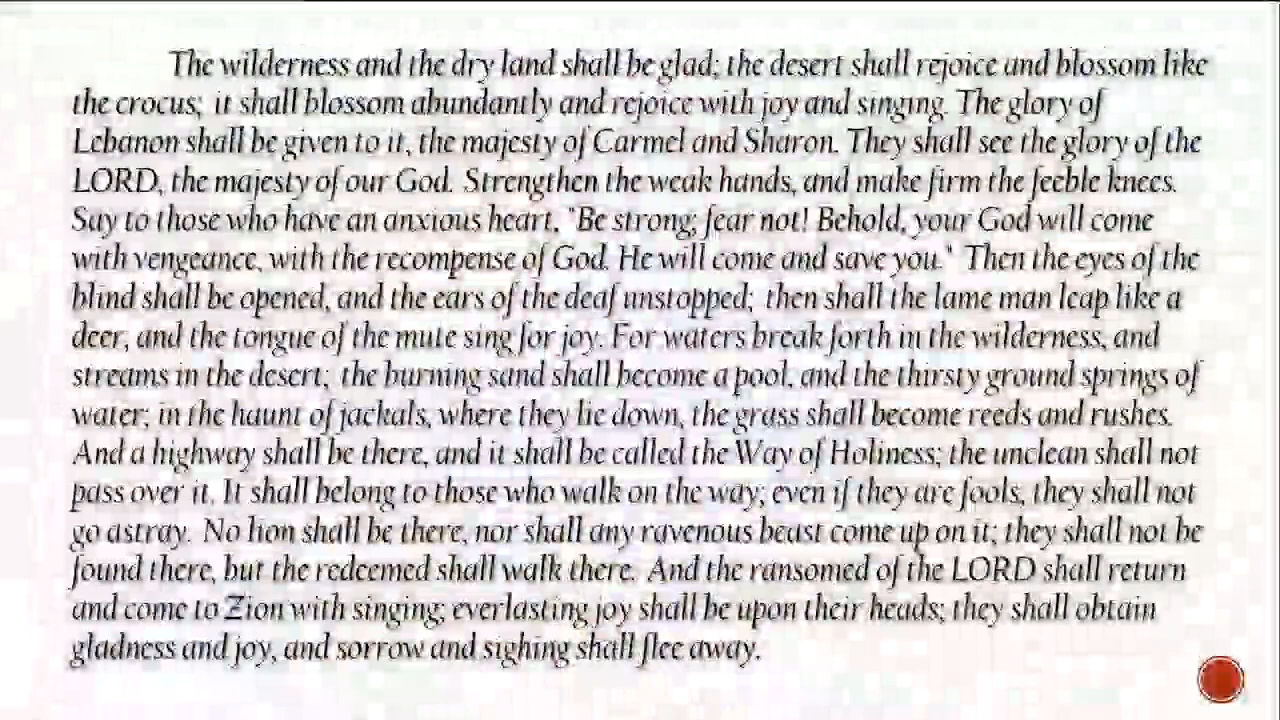 The wilderness and the dry land shall be glad; the desert shall rejoice and blossom like
the crocus; it shall blossom abundantly and rejoice with joy and singing. The glory of
Lebanon shall be given to it, the majesty of Carmel and Sharon. They shall see the glory of the
LORD, the majesty of our God. Strengthen the weak hands, and make firm the feeble knees.
Say to those who have an anxious heart, "Be strong; fear not! Behold, your God will come
with vengeance, with the recompense of God. He will come and save you." Then the eyes of the
blind shall be opened, and the ears of the deaf unstopped; then shall the lame man leap like a
deer, and the tongue of the mute sing for joy. For waters break forth in the wilderness, and
streams in the desert; the burning sand shall become a pool, and the thirsty ground springs of
water; in the haunt of jackals, where they lie down, the grass shall become reeds and rushes.
And a highway shall be there, and it shall be called the Way of Holiness; the unclean shall not
pass over it. It shall belong to those who walk on the way; even if they are fools, they shall not
go astray. No lion shall be there, nor shall any ravenous beast come up on it; they shall not be
found there, but the redeemed shall walk there. And the ransomed of the LORD shall return
and come to Zion with singing; everlasting joy shall be upon their heads; they shall obtain
gladness and joy, and sorrow and sighing shall flee away.